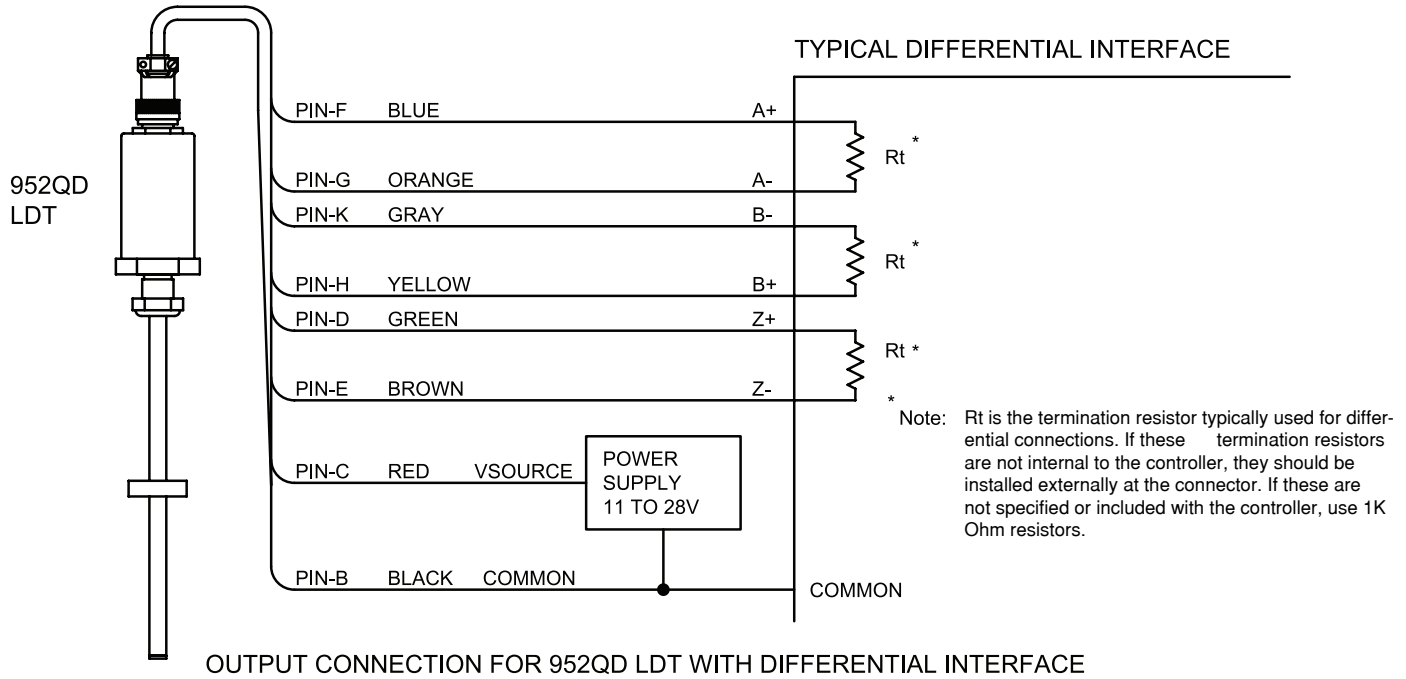 TYPICAL DIFFERENTIAL INTERFACE
PIN-F BLUE A+
Rt *
952QD
LDT
PIN-G ORANGE A-
PIN-K GRAY B-
Rt *
PIN-H YELLOW B+
PIN-D GREEN Z+
Rt *
PIN-E BROWN Z-
* Note: Rt is the termination resistor typically used for differ-
ential connections. If these termination resistors
are not internal to the controller, they should be
installed externally at the connector. If these are
not specified or included with the controller, use 1K
Ohm resistors.
PIN-C RED VSOURCE
POWER
SUPPLY
11 TO 28V
PIN-B BLACK COMMON
COMMON
OUTPUT CONNECTION FOR 952QD LDT WITH DIFFERENTIAL INTERFACE